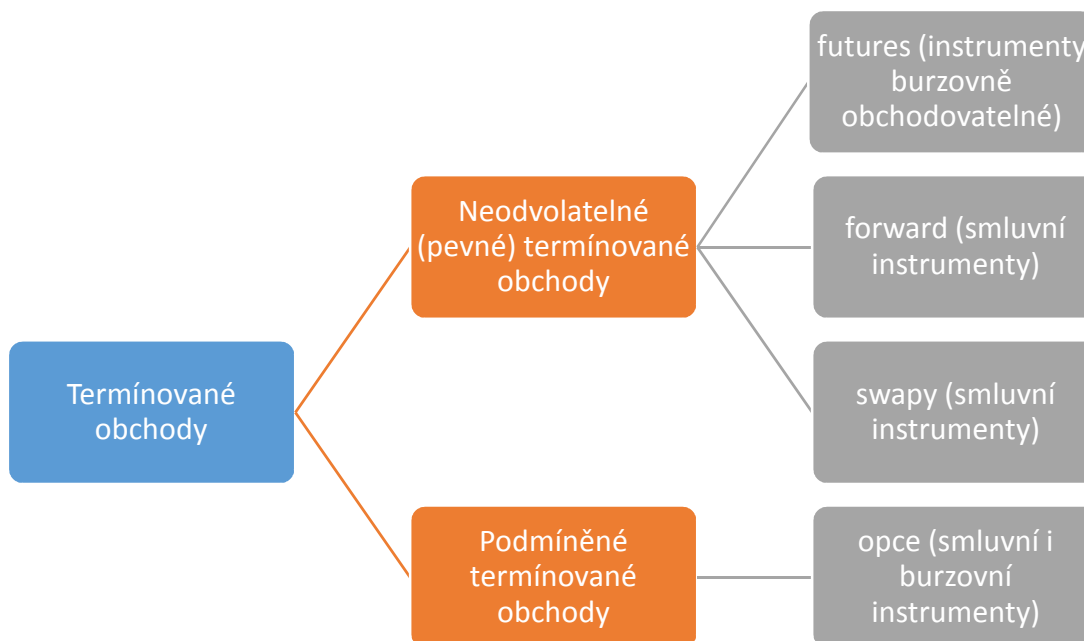 Termínované
obchody
Neodvolatelné
(pevné) termínované
obchody
futures (instrumenty
burzovně
obchodovatelné)
forward (smluvní
instrumenty)
swapy (smluvní
instrumenty)
Podmíněné
termínované
obchody
opce (smluvní i
burzovní
instrumenty)